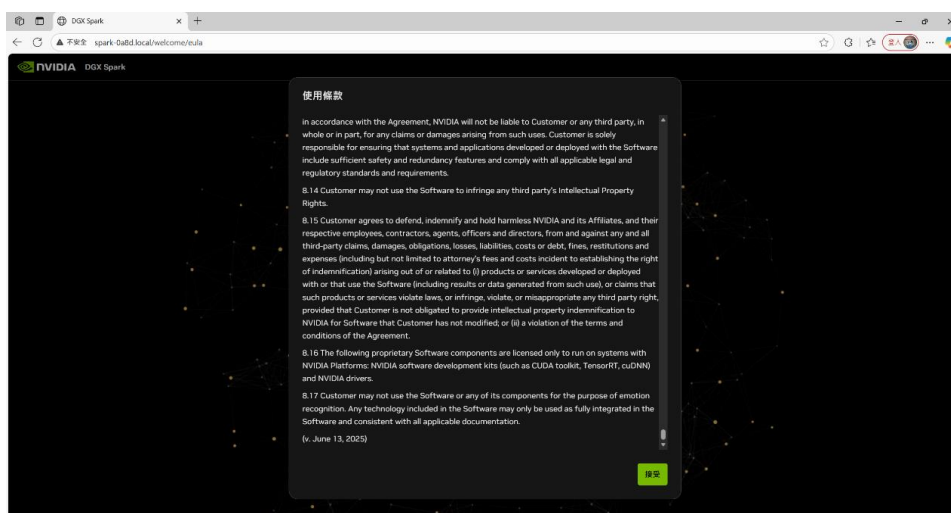 DGX Spark
不安全 spark-0a8d.local/welcome/eula
NVIDIA DGX Spark
使用條款
in accordance with the Agreement, NVIDIA will not be liable to Customer or any third party, in
whole or in part, for any claims or damages arising from such uses. Customer is solely
responsible for ensuring that systems and applications developed or deployed with the Software
include sufficient safety and redundancy features and comply with all applicable legal and
regulatory standards and requirements.
8.14 Customer may not use the Software to infringe any third party's Intellectual Property
Rights.
8.15 Customer agrees to defend, indemnify and hold harmless NVIDIA and its Affiliates, and their
respective employees, contractors, agents, officers and directors, from and against any and all
third-party claims, damages, obligations, losses, liabilities, costs or debt, fines, restitutions and
expenses (including but not limited to attorney's fees and costs incident to establishing the right
of indemnification) arising out of or related to (i) products or services developed or deployed
with or that use the Software (including results or data generated from such use), or claims that
such products or services violate laws, or infringe, violate, or misappropriate any third party right,
provided that Customer is not obligated to provide intellectual property indemnification to
NVIDIA for Software that Customer has not modified; or (ii) a violation of the terms and
conditions of the Agreement.
8.16 The following proprietary Software components are licensed only to run on systems with
NVIDIA Platforms: NVIDIA software development kits (such as CUDA toolkit, TensorRT, cuDNN)
and NVIDIA drivers.
8.17 Customer may not use the Software or any of its components for the purpose of emotion
recognition. Any technology included in the Software may only be used as fully integrated in the
Software and consistent with all applicable documentation.
(v. June 13, 2025)
接受